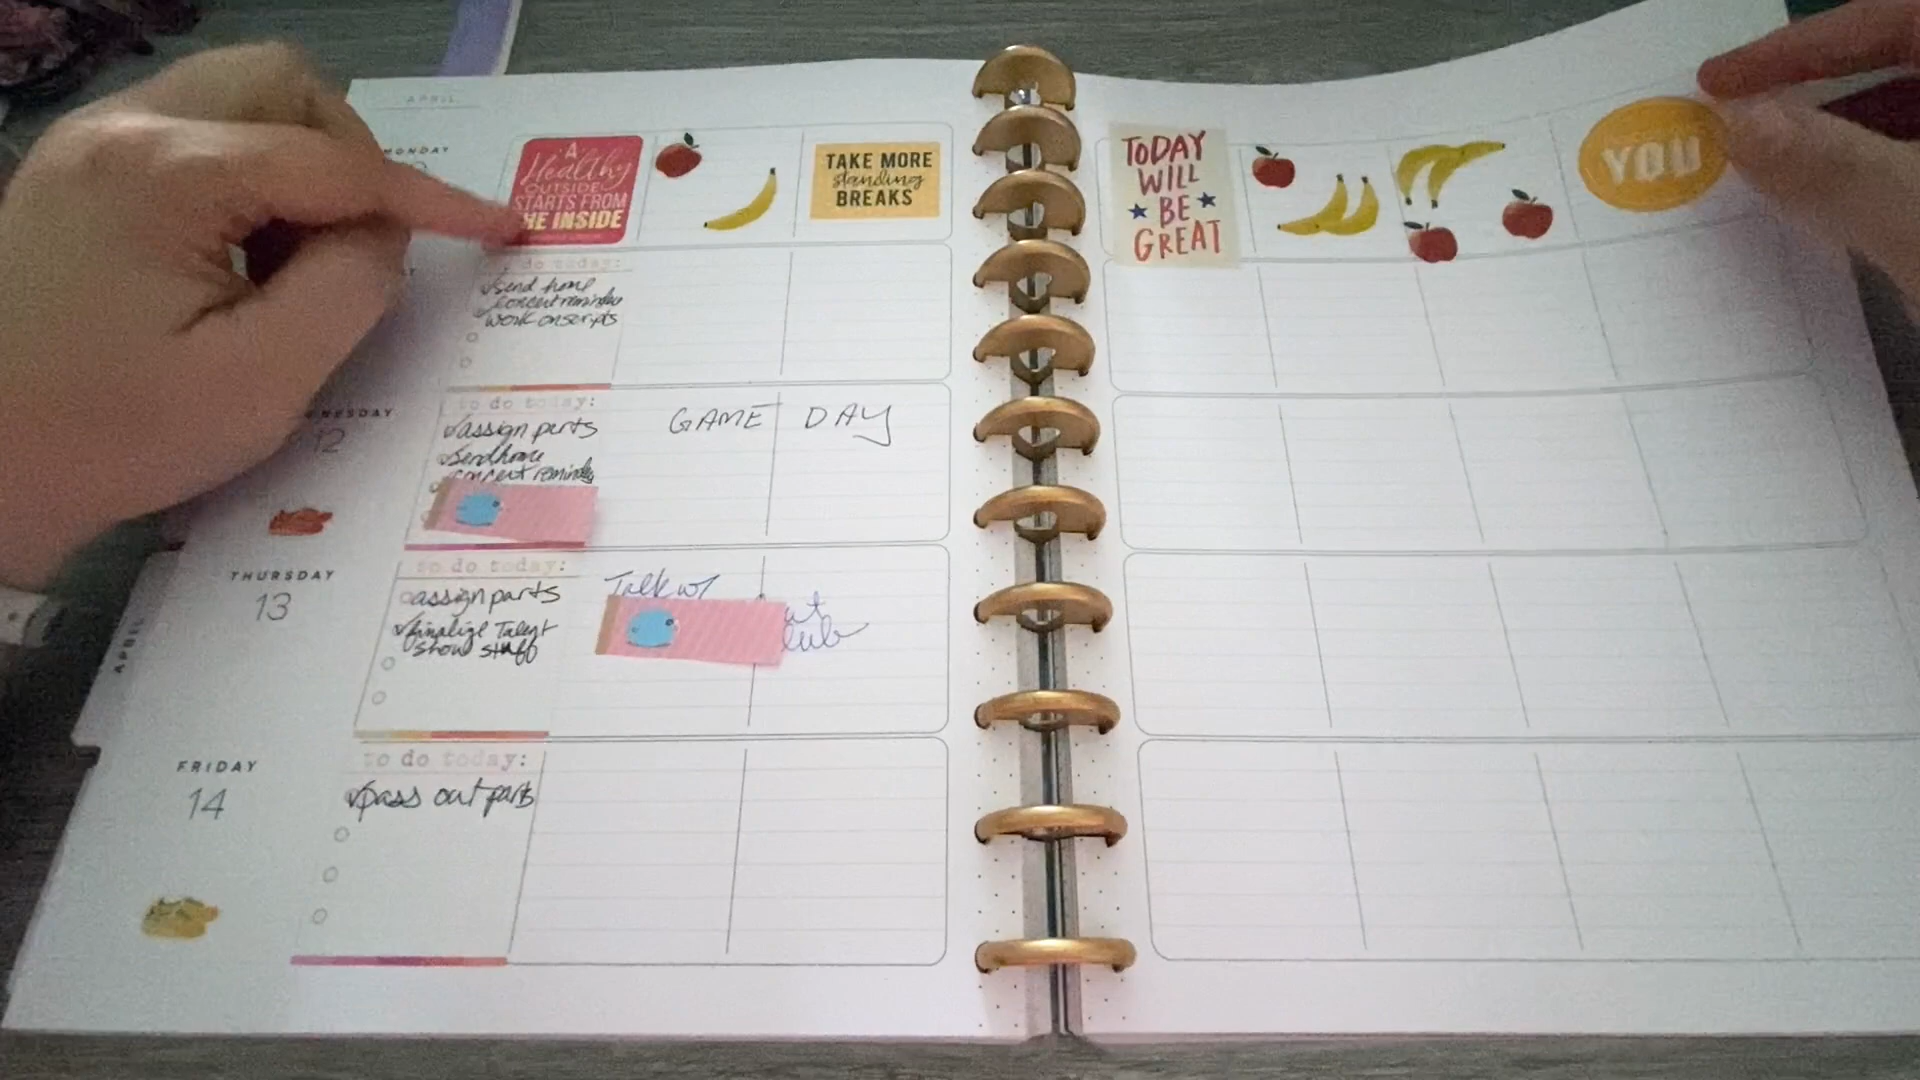 APRIL
MONDAY
A
Healthy
OUTSIDE
STARTS FROM
HE INSIDE
TAKE MORE
standing
BREAKS
TODAY
WILL
BE
GREAT
YOU
do today:
send home
concert reminder
work on scripts
NESDAY
12
to do today:
assign parts
send home
concert reminder
GAME DAY
THURSDAY
13
to do today:
assign parts
finalize Talent
show stuff
Talk w/
APRIL
FRIDAY
14
to do today:
pass out parts